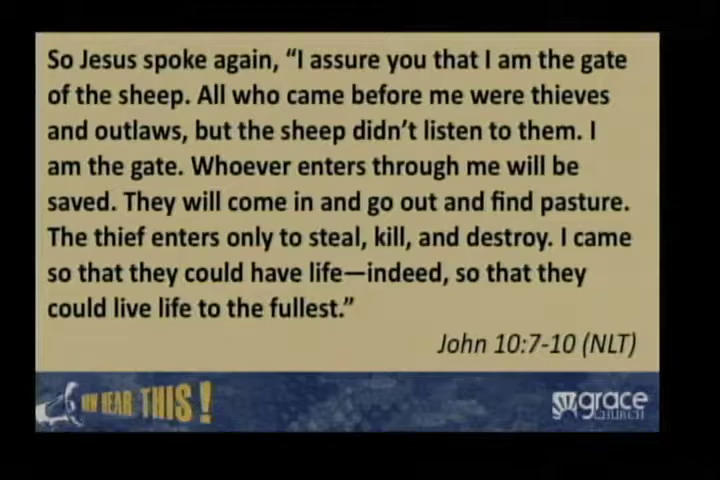 So Jesus spoke again, “I assure you that I am the gate
of the sheep. All who came before me were thieves
and outlaws, but the sheep didn’t listen to them. I
am the gate. Whoever enters through me will be
saved. They will come in and go out and find pasture.
The thief enters only to steal, kill, and destroy. I came
so that they could have life—indeed, so that they
could live life to the fullest.”
John 10:7-10 (NLT)
NOW HEAR THIS!
grace
CHURCH